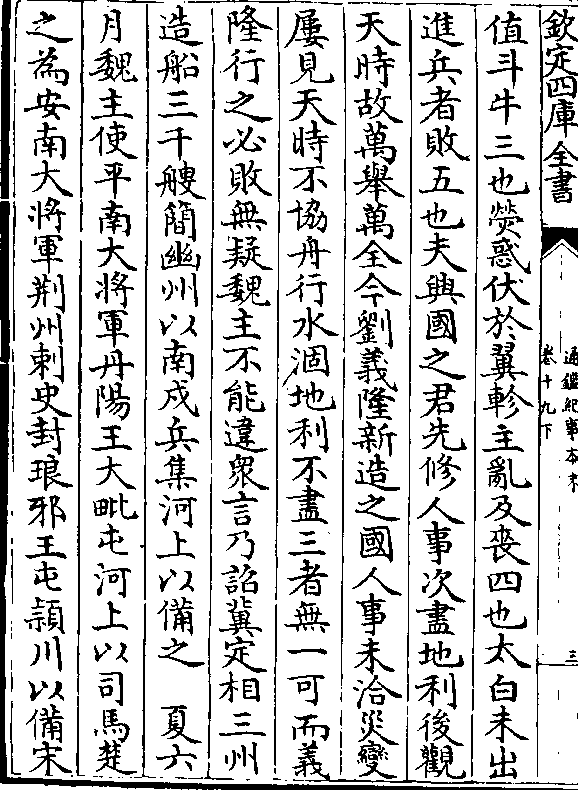 欽定四庫全書
通鑑紀事本末
卷十九下
三
值斗牛三也熒惑伏於翼軫主亂及喪四也太白未出
進兵者敗五也夫興國之君先修人事次盡地利後觀
天時故萬舉萬全今劉義隆新造之國人事未洽災變
屢見天時不協舟行水涸地利不盡三者無一可而義
隆行之必敗無疑魏主不能違衆言乃詔冀定相三州
造船三千艘簡幽州以南戍兵集河上以備之　夏六
月魏主使平南大將軍丹陽王大毗屯河上以司馬楚
之為安南大將軍荆州刺史封琅邪王屯潁川以備宋